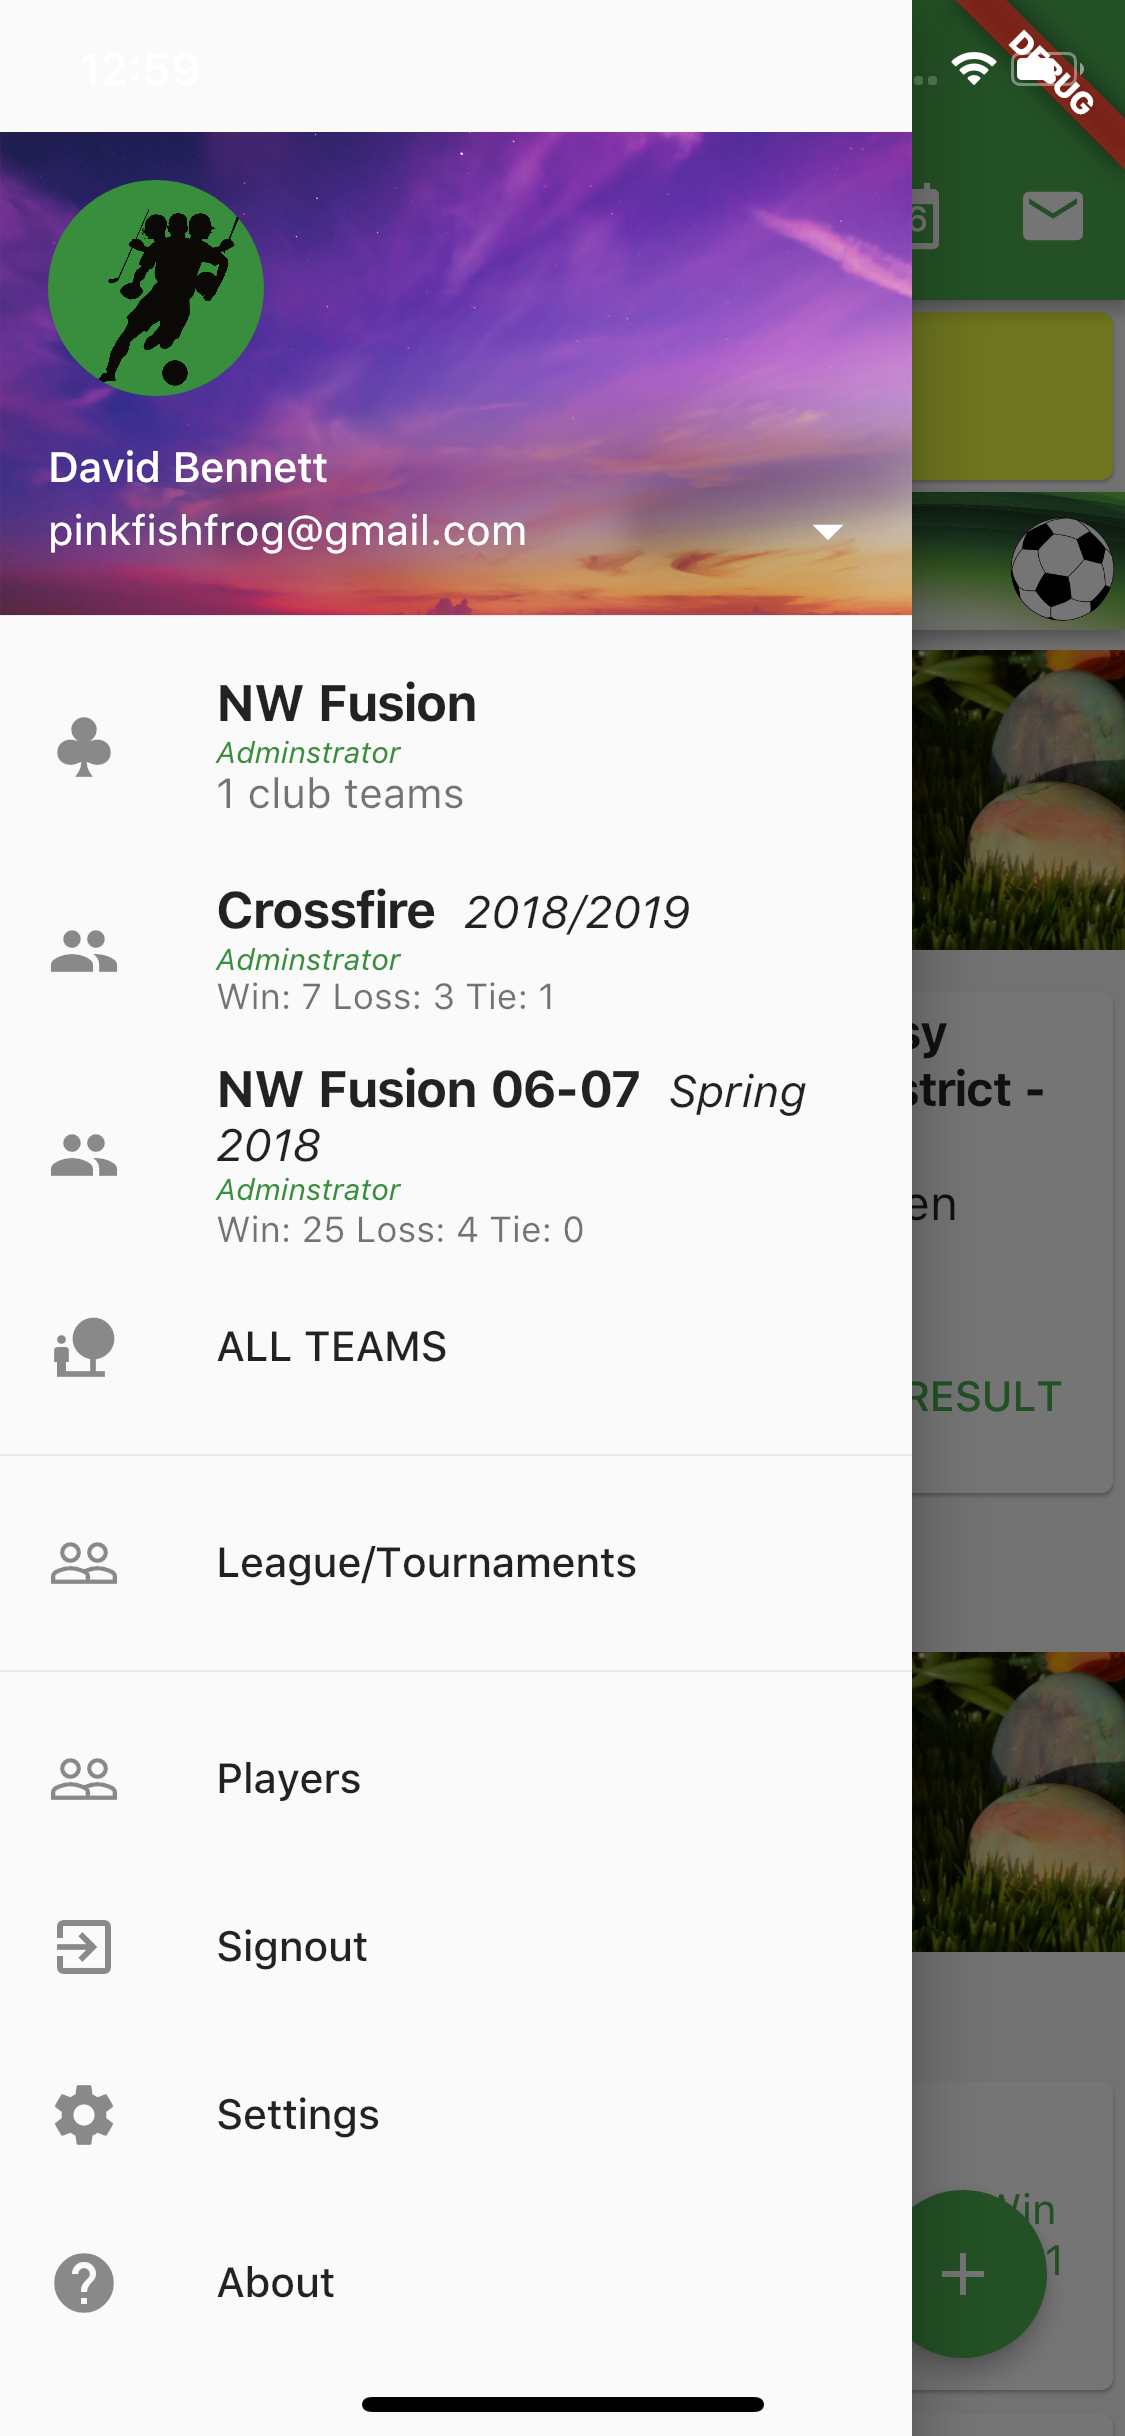 12:59
DEBUG
6
David Bennett
pinkfishfrog@gmail.com
NW Fusion
Adminstrator
1 club teams
Crossfire 2018/2019
Adminstrator
Win: 7 Loss: 3 Tie: 1
sy
NW Fusion 06-07 Spring
strict -
2018
Adminstrator
en
Win: 25 Loss: 4 Tie: 0
ALL TEAMS
RESULT
League/Tournaments
Players
Signout
Settings
Win
1
About